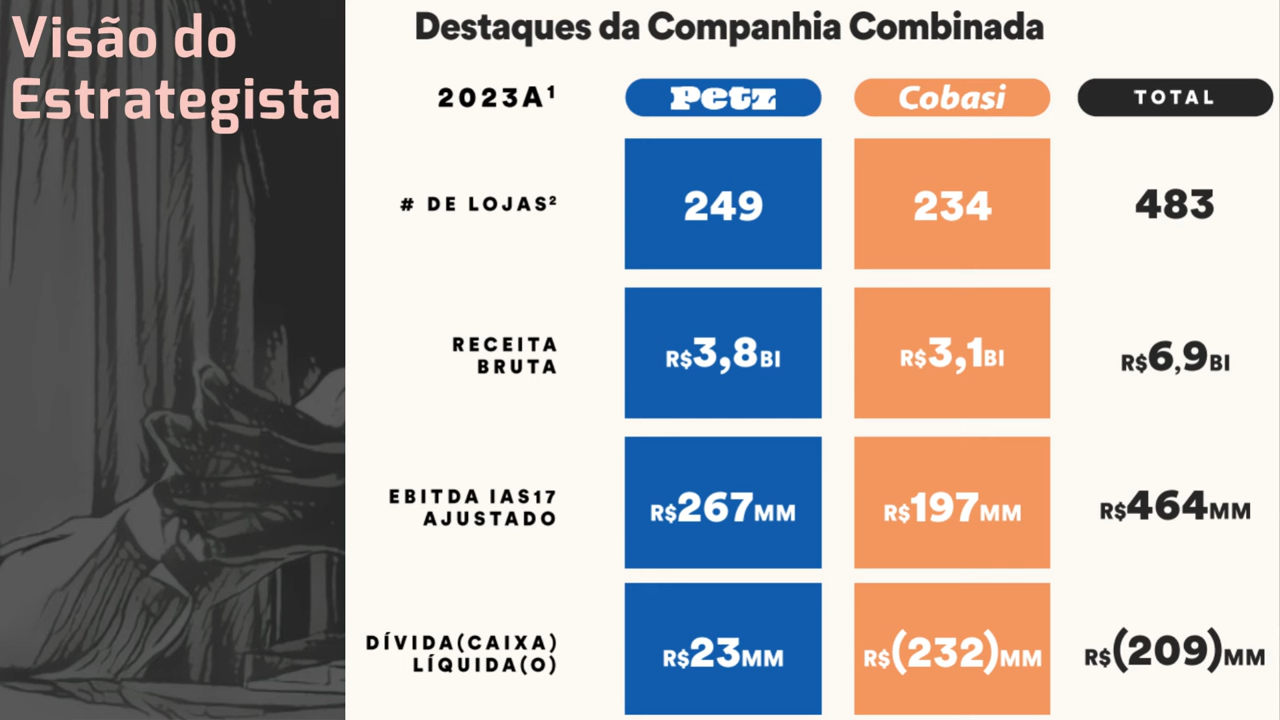 Visão do
Estrategista
Destaques da Companhia Combinada
2023A¹ Petz Cobasi TOTAL
# DE LOJAS² 249 234 483
RECEITA
BRUTA R$3,8BI R$3,1BI R$6,9BI
EBITDA IAS17
AJUSTADO R$267MM R$197MM R$464MM
DÍVIDA(CAIXA)
LÍQUIDA(O) R$23MM R$(232)MM R$(209)MM